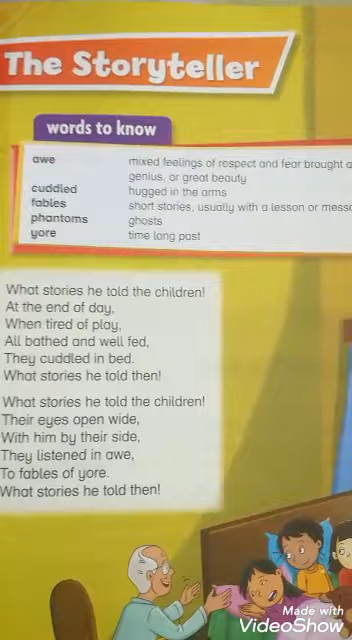 The Storyteller
words to know
awe mixed feelings of respect and fear brought
genius, or great beauty
cuddled hugged in the arms
fables short stories, usually with a lesson or
phantoms ghosts
yore time long past
What stories he told the children!
At the end of day,
When tired of play,
All bathed and well fed,
They cuddled in bed.
What stories he told then!
What stories he told the children!
Their eyes open wide,
With him by their side,
They listened in awe,
To fables of yore.
What stories he told then!
Made with
VideoShow